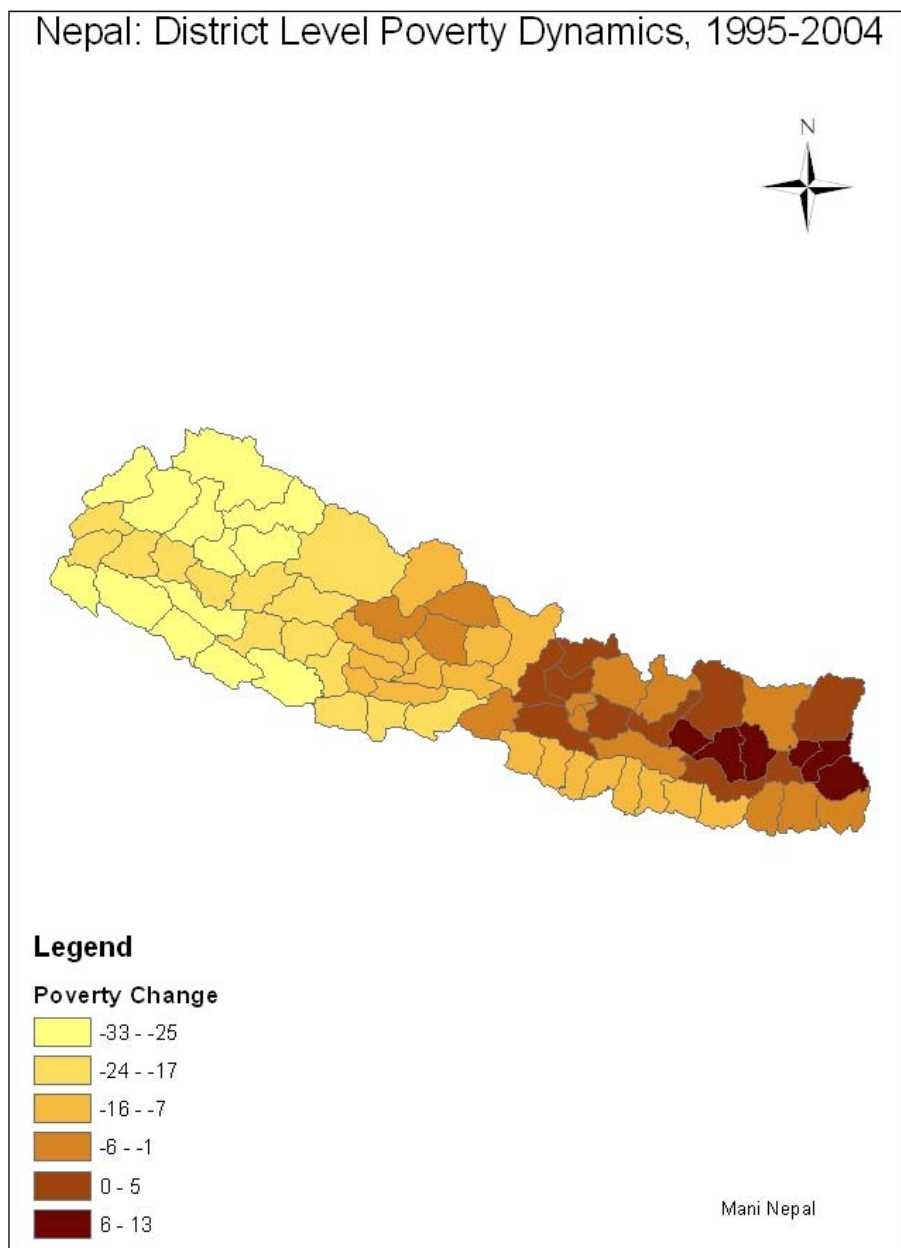 Nepal: District Level Poverty Dynamics, 1995-2004
N
Legend
Poverty Change
-33 - -25
-24 - -17
-16 - -7
-6 - -1
0 - 5
6 - 13
Mani Nepal